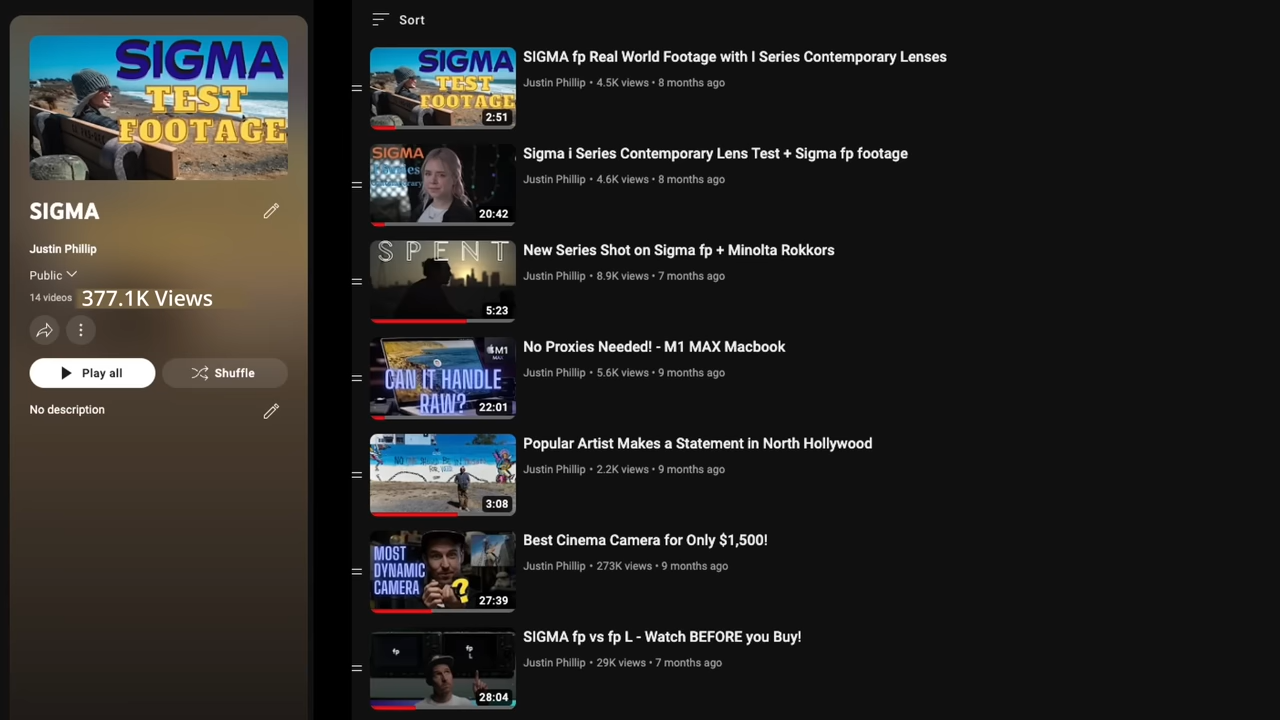 SIGMA
TEST
FOOTAGE
SIGMA
Justin Phillip
Public
14 videos 377.1K Views
Play all
Shuffle
No description
Sort
SIGMA
TEST
FOOTAGE
2:51
SIGMA fp Real World Footage with I Series Contemporary Lenses
Justin Phillip • 4.5K views • 8 months ago
SIGMA
20:42
Sigma i Series Contemporary Lens Test + Sigma fp footage
Justin Phillip • 4.6K views • 8 months ago
SPENT
5:23
New Series Shot on Sigma fp + Minolta Rokkors
Justin Phillip • 8.9K views • 7 months ago
M1
MAX
CAN IT HANDLE
RAW?
22:01
No Proxies Needed! - M1 MAX Macbook
Justin Phillip • 5.6K views • 9 months ago
3:08
Popular Artist Makes a Statement in North Hollywood
Justin Phillip • 2.2K views • 9 months ago
MOST
DYNAMIC
CAMERA
?
27:39
Best Cinema Camera for Only $1,500!
Justin Phillip • 273K views • 9 months ago
fp
fp
L
28:04
SIGMA fp vs fp L - Watch BEFORE you Buy!
Justin Phillip • 29K views • 7 months ago